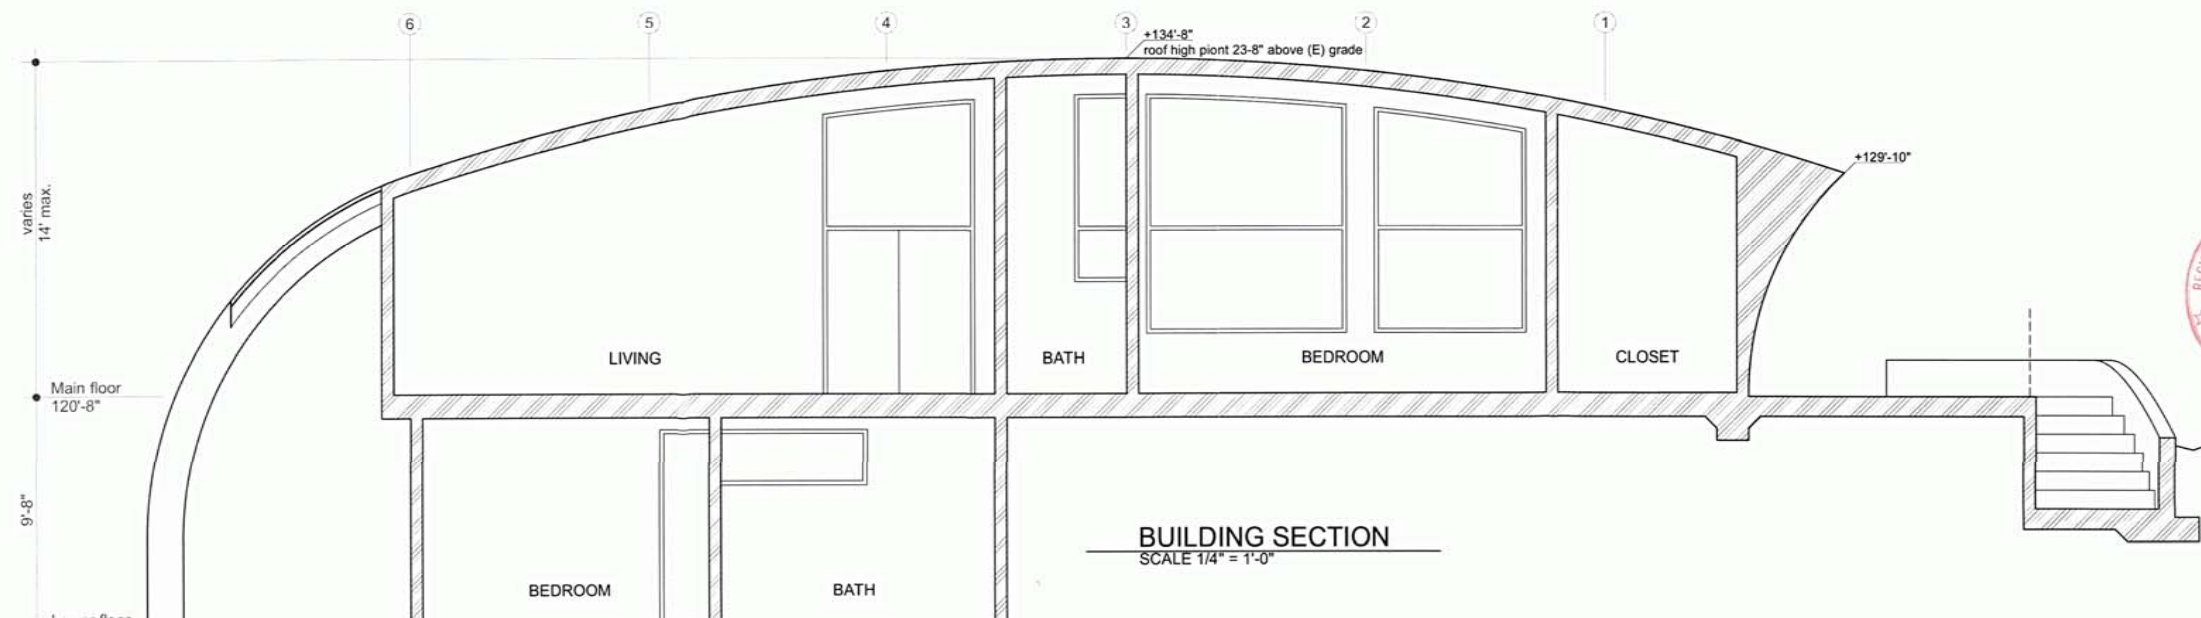 6
5
4
3
2
1
+134'-8"
roof high piont 23-8" above (E) grade
+129'-10"
varies
14' max.
LIVING
BATH
BEDROOM
CLOSET
Main floor
120'-8"
9'-8"
BUILDING SECTION
SCALE 1/4" = 1'-0"
BEDROOM
BATH